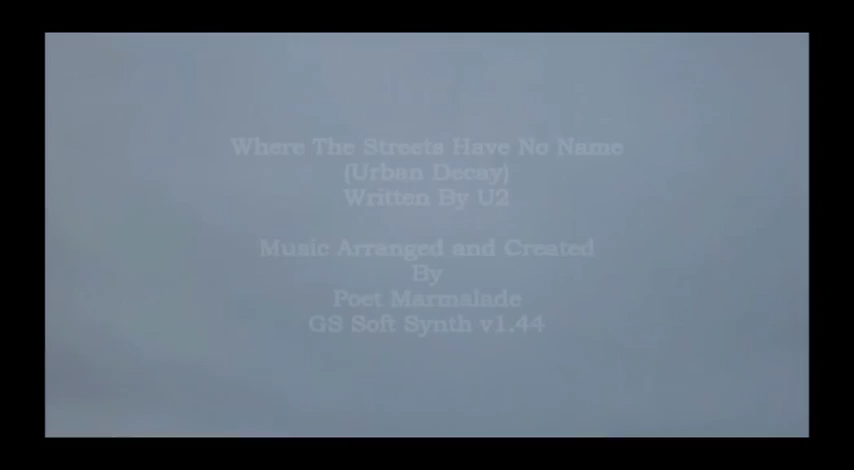 Where The Streets Have No Name
(Urban Decay)
Written By U2
Music Arranged and Created
By
Poet Marmalade
GS Soft Synth v1.44